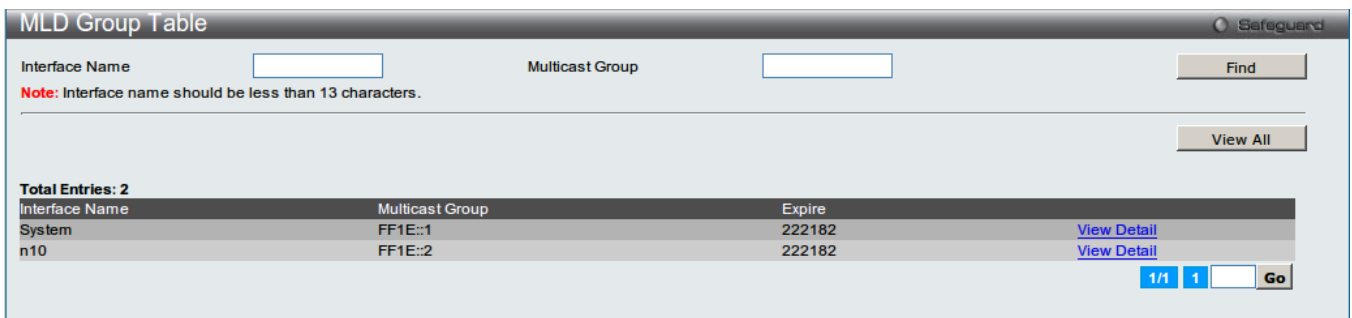 MLD Group Table Safeguard
Interface Name Multicast Group Find
Note: Interface name should be less than 13 characters.
View All
Total Entries: 2
Interface Name Multicast Group Expire
System FF1E::1 222182 View Detail
n10 FF1E::2 222182 View Detail
1/1 1 Go